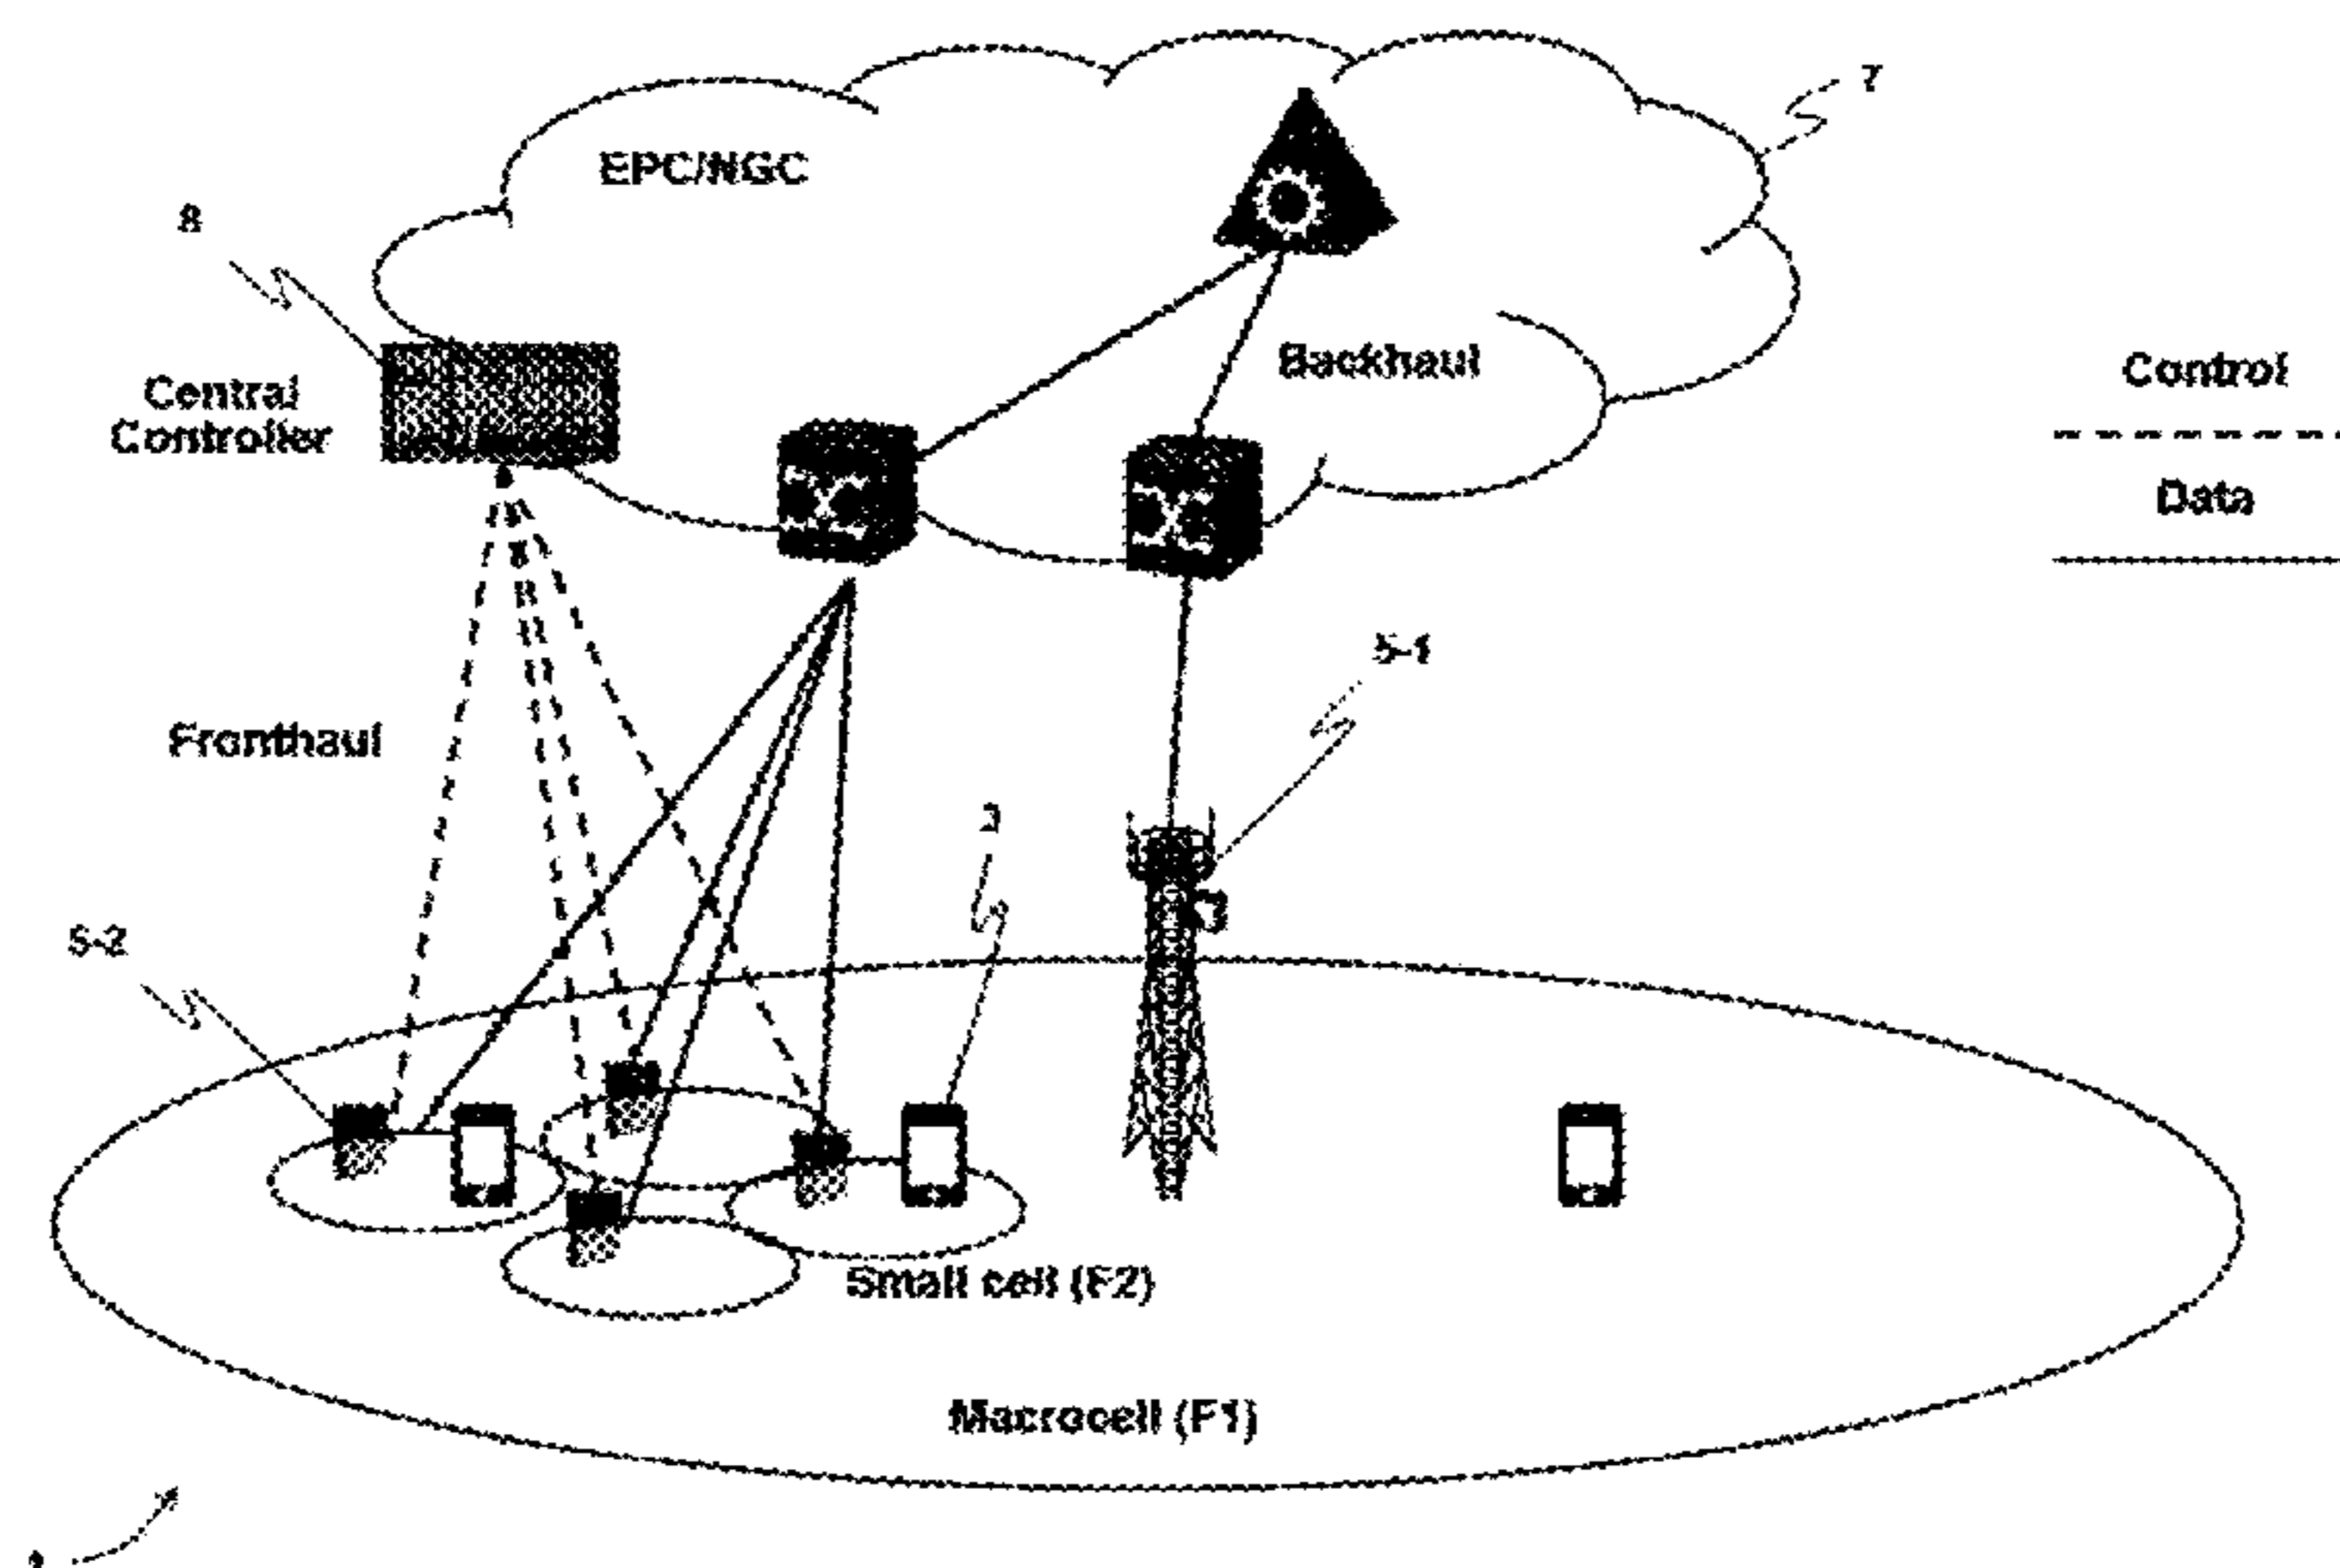 7
EPC/NGC
8
Backhaul
Control
Central
Controller
Data
5-1
Fronthaul
3
5-2
Small cell (F2)
Macrocell (F1)